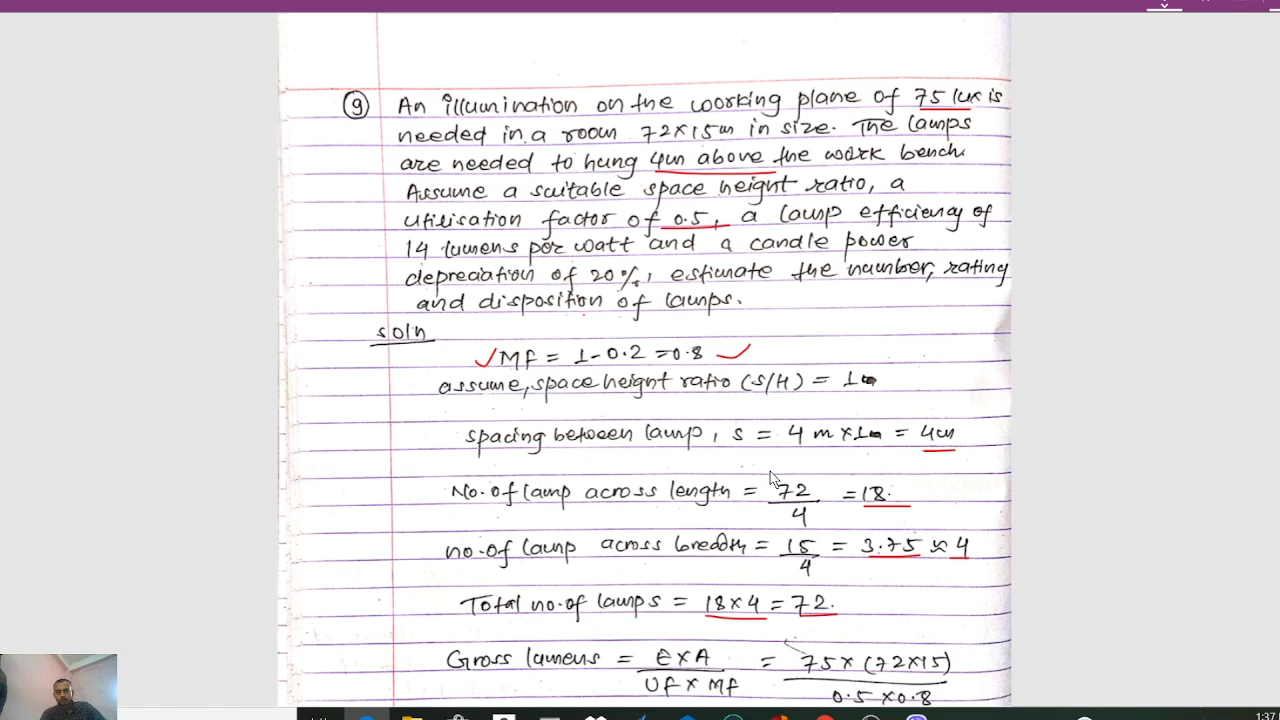 9 An illumination on the working plane of 75 lux is
needed in a room 72×15m in size. The lamps
are needed to hung 4m above the work bench.
Assume a suitable space height ratio, a
utilisation factor of 0.5, a lamp efficiency of
14 lumens per watt and a candle power
depreciation of 20%, estimate the number, rating
and disposition of lamps.
soln
MF = 1-0.2 =0.8
assume, space height ratio (S/H) = 1
spacing between lamp, s = 4 m×1 = 4m
No. of lamp across length = 72/4 = 18.
no. of lamp across breadth = 15/4 = 3.75 ≈ 4
Total no. of lamps = 18×4 = 72.
Gross lumens = E×A / UF×MF = 75×(72×15) / 0.5×0.8
1:37